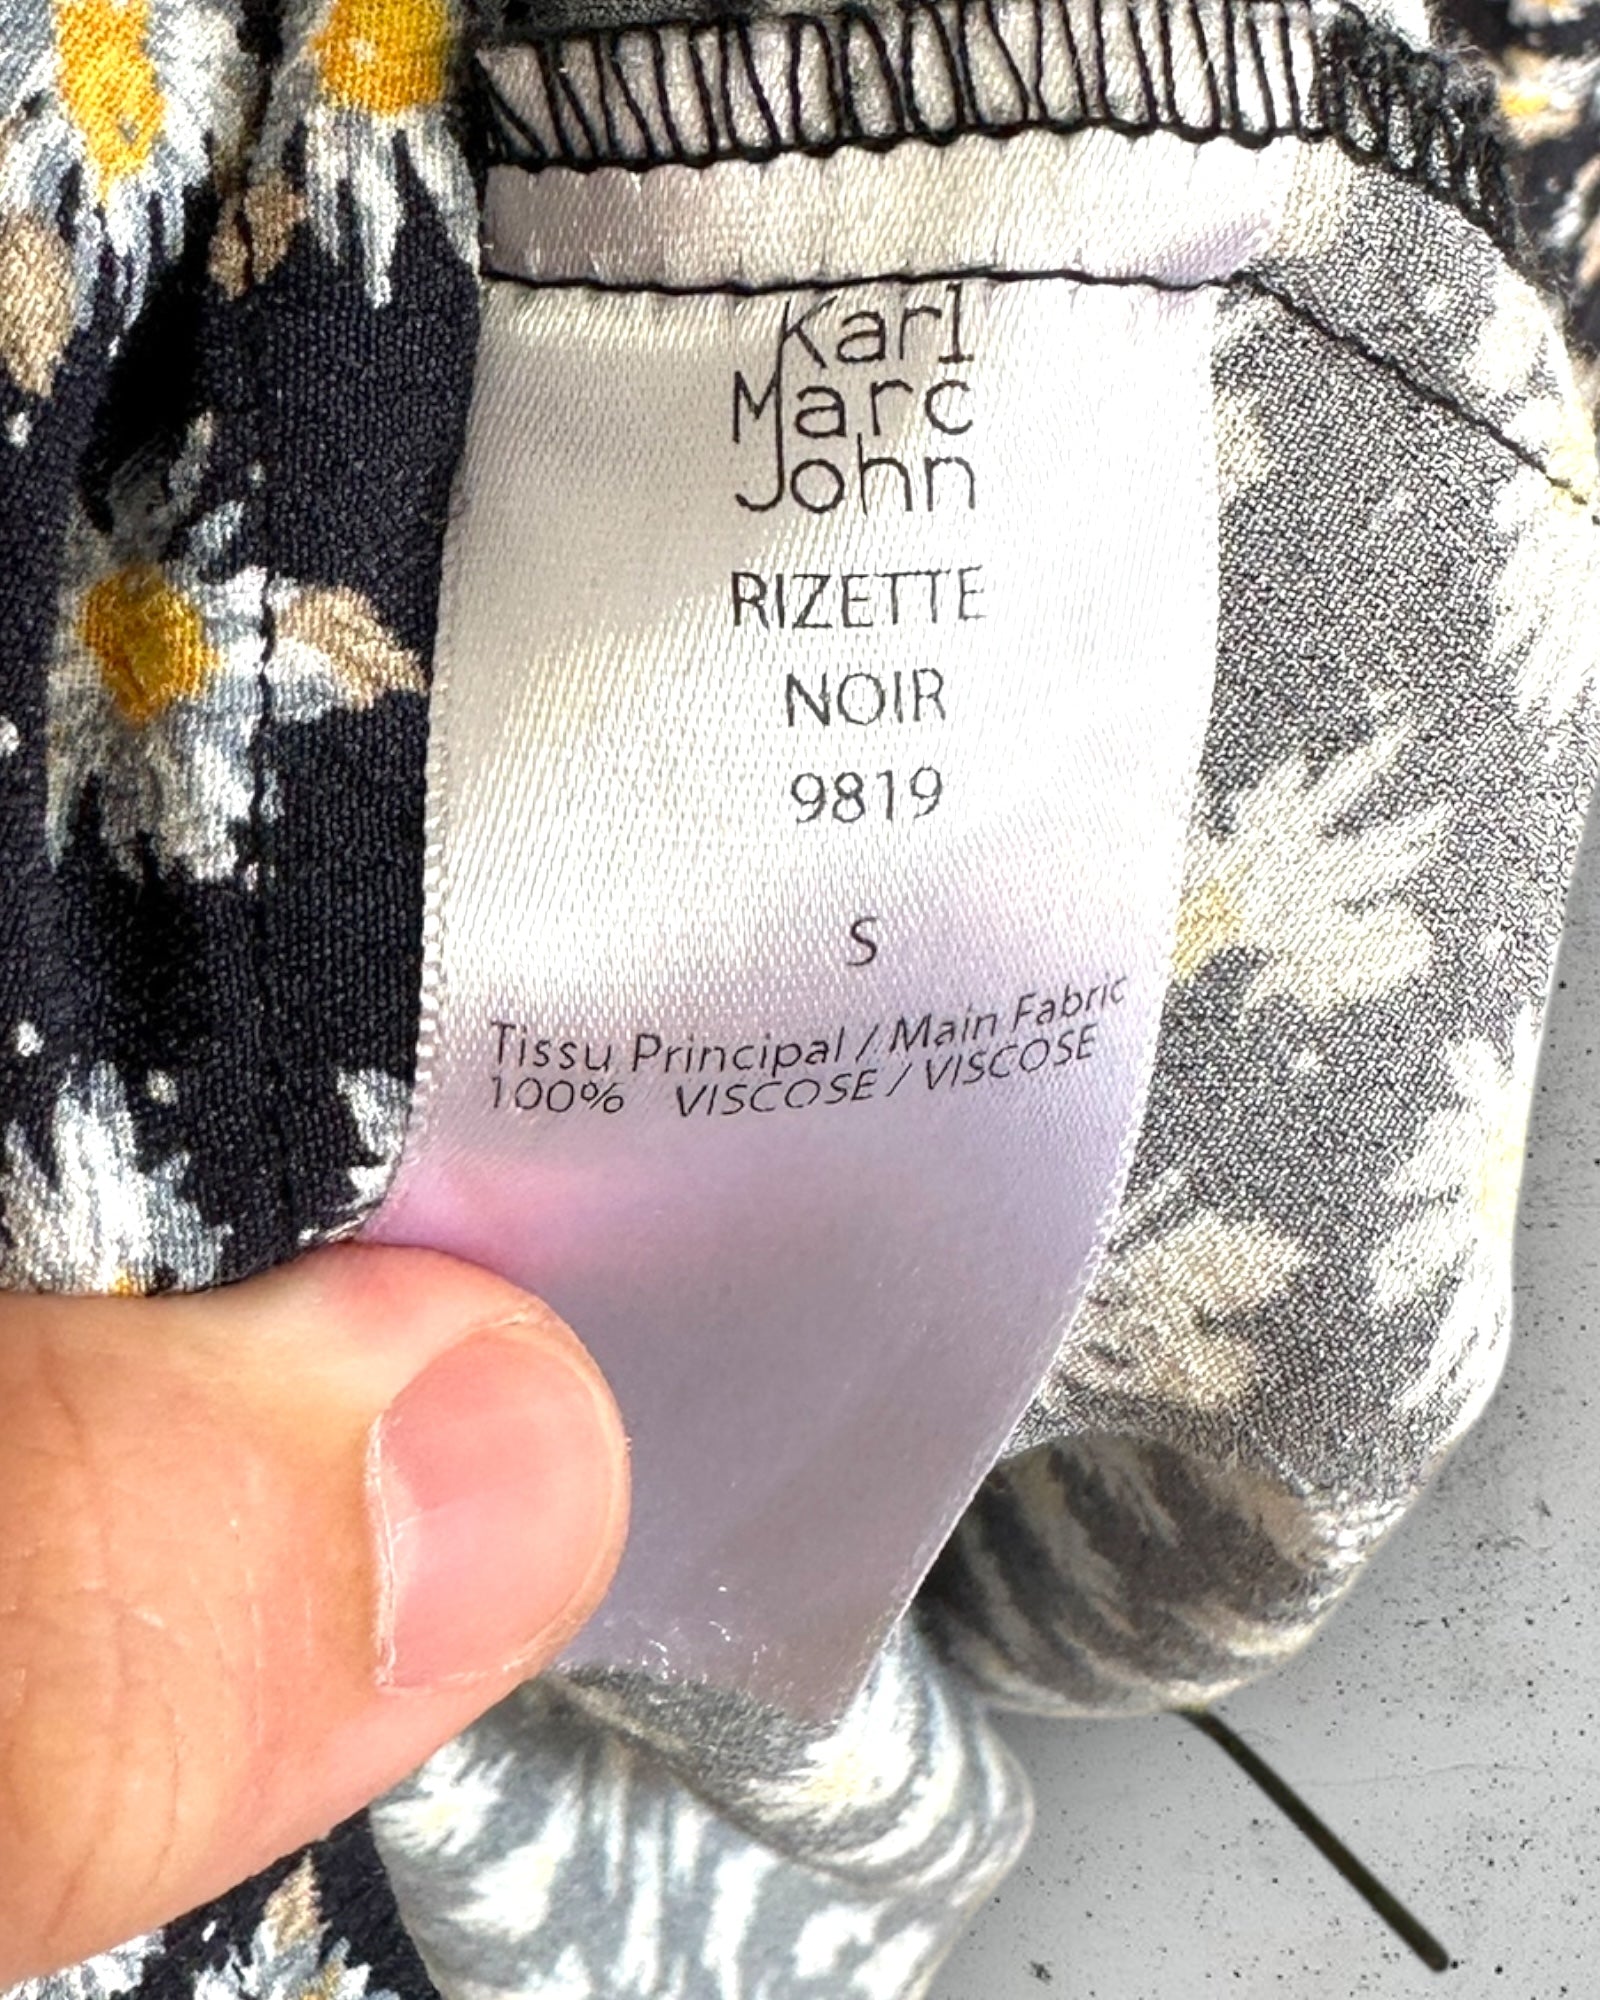 Karl
Marc
John
RIZETTE
NOIR
9819
S
Tissu Principal / Main Fabric
100% VISCOSE / VISCOSE